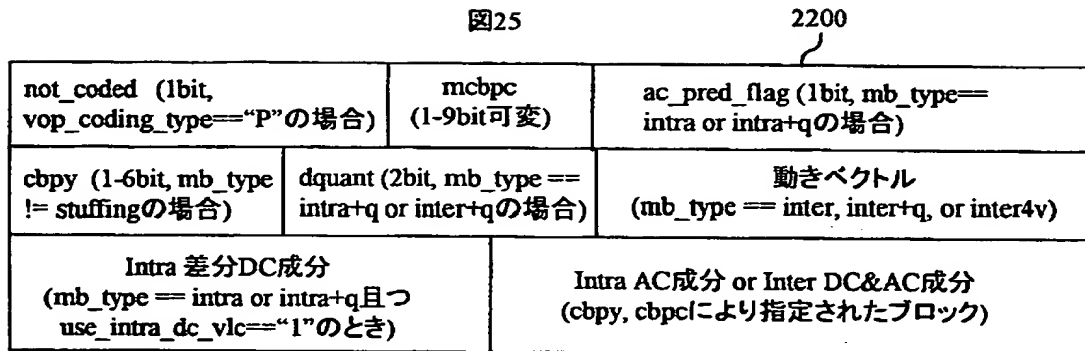 図25
2200
not_coded (1bit,
vop_coding_type=="P"の場合)
mcbpc
(1-9bit可変)
ac_pred_flag (1bit, mb_type==
intra or intra+qの場合)
cbpy (1-6bit, mb_type
!= stuffingの場合)
dquant (2bit, mb_type ==
intra+q or inter+qの場合)
動きベクトル
(mb_type == inter, inter+q, or inter4v)
Intra 差分DC成分
(mb_type == intra or intra+q且つ
use_intra_dc_vlc=="1"のとき)
Intra AC成分 or Inter DC&AC成分
(cbpy, cbpcにより指定されたブロック)